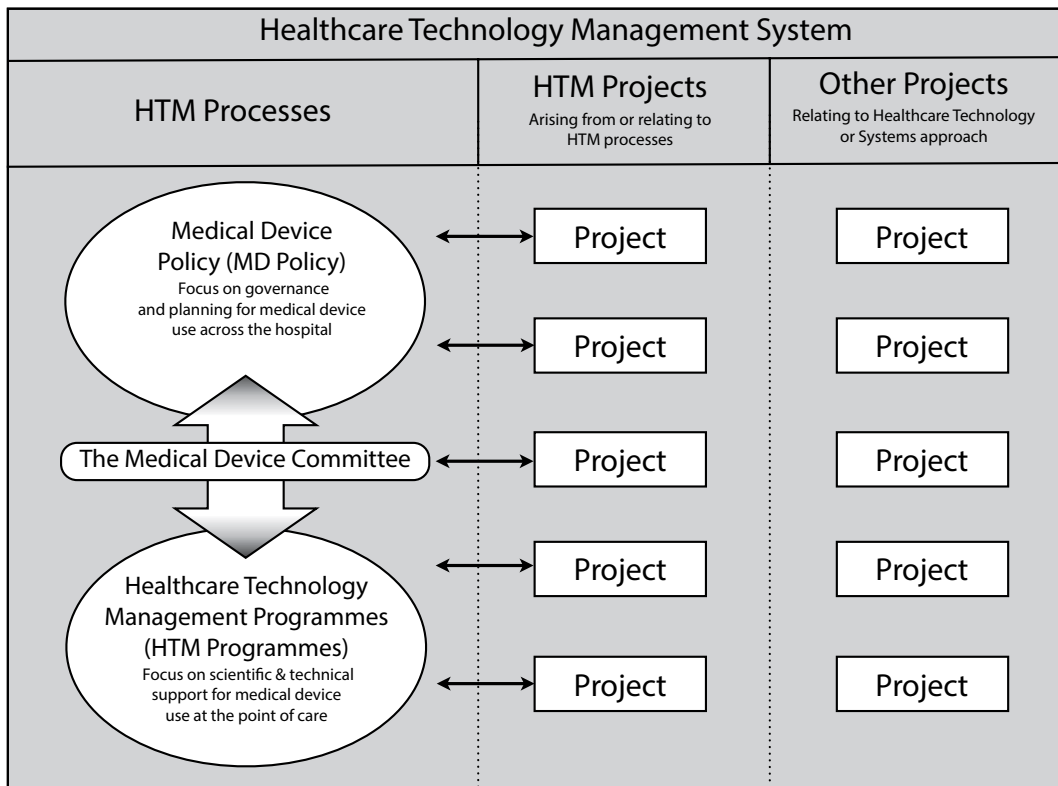 Healthcare Technology Management System
HTM Processes
HTM Projects
Arising from or relating to
HTM processes
Other Projects
Relating to Healthcare Technology
or Systems approach
Medical Device
Policy (MD Policy)
Focus on governance
and planning for medical device
use across the hospital
The Medical Device Committee
Healthcare Technology
Management Programmes
(HTM Programmes)
Focus on scientific & technical
support for medical device
use at the point of care
Project
Project
Project
Project
Project
Project
Project
Project
Project
Project